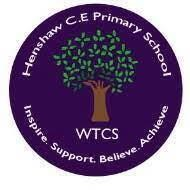 Henshaw C.E Primary School
WTCS
Inspire. Support. Believe. Achieve